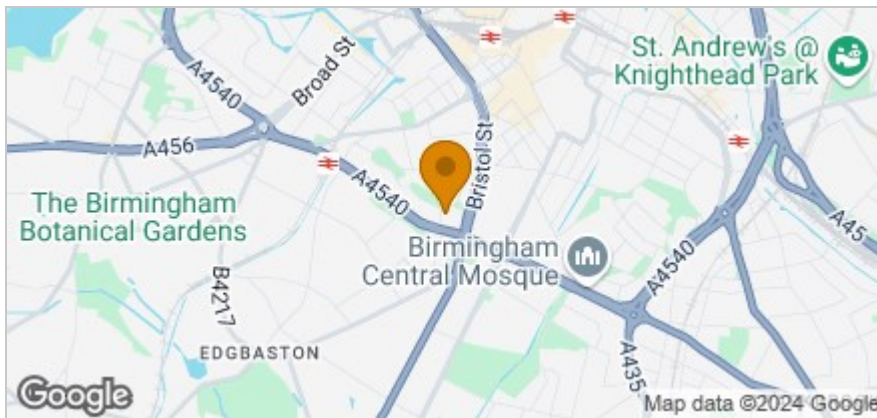 A4540
Broad St
St. Andrew's @
Knighthead Park
A456
Bristol St
A4540
The Birmingham
Botanical Gardens
A45
Birmingham
Central Mosque
A4540
B4217
EDGBASTON
A435
Google
Map data ©2024 Google